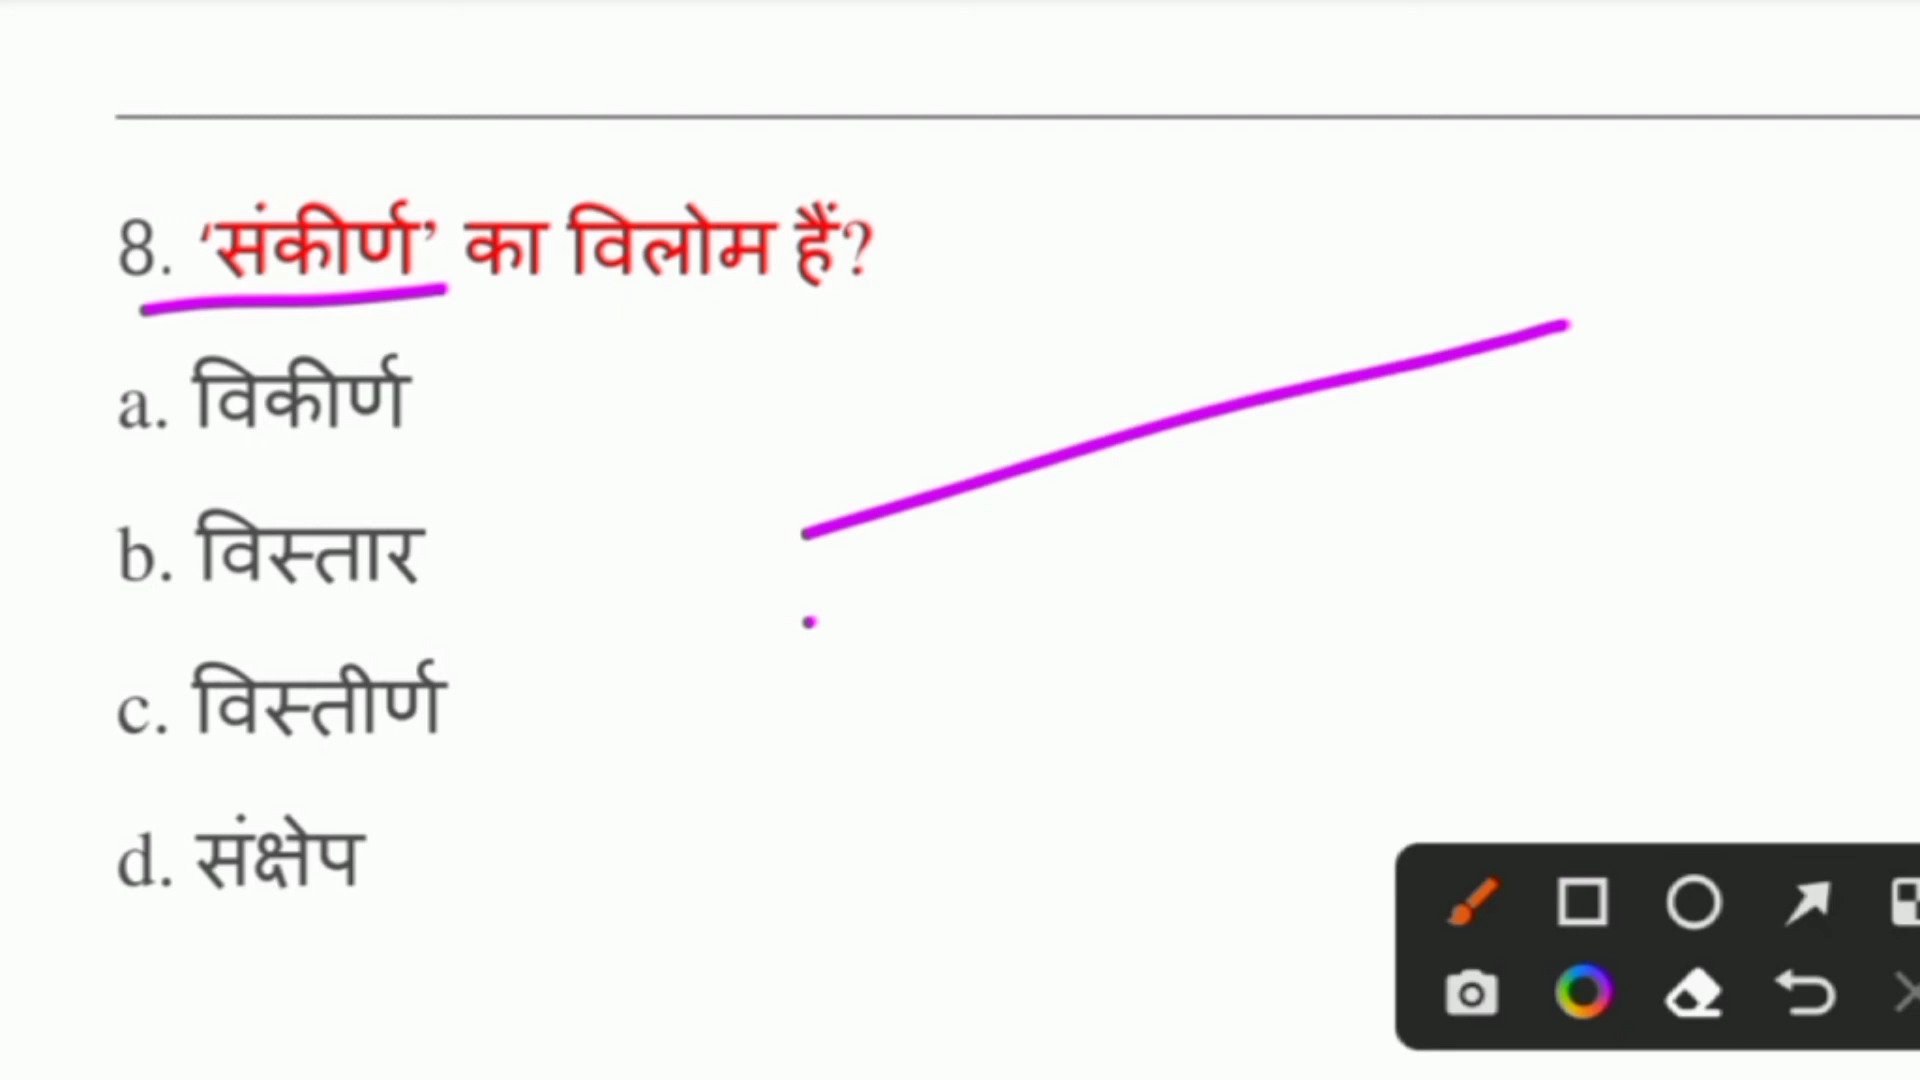 8. ‘संकीर्ण’ का विलोम हैं?
a. विकीर्ण
b. विस्तार
c. विस्तीर्ण
d. संक्षेप